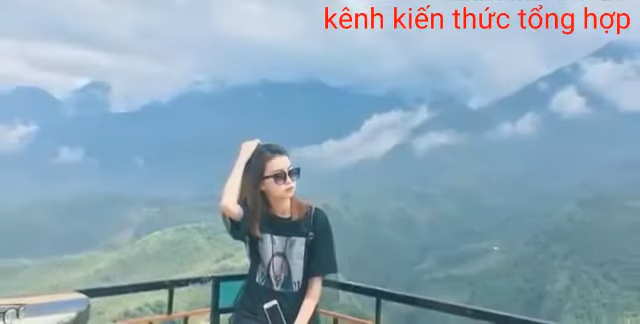 kênh kiến thức tổng hợp